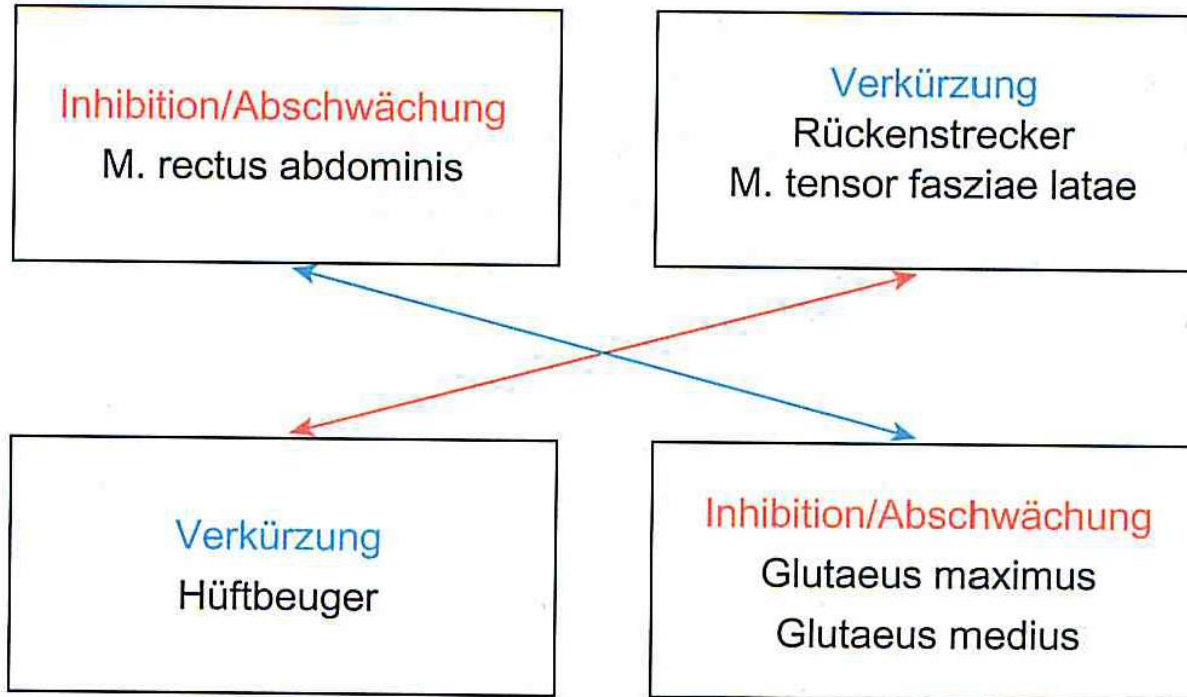 Inhibition/Abschwächung
M. rectus abdominis
Verkürzung
Rückenstrecker
M. tensor fasziae latae
Verkürzung
Hüftbeuger
Inhibition/Abschwächung
Glutaeus maximus
Glutaeus medius